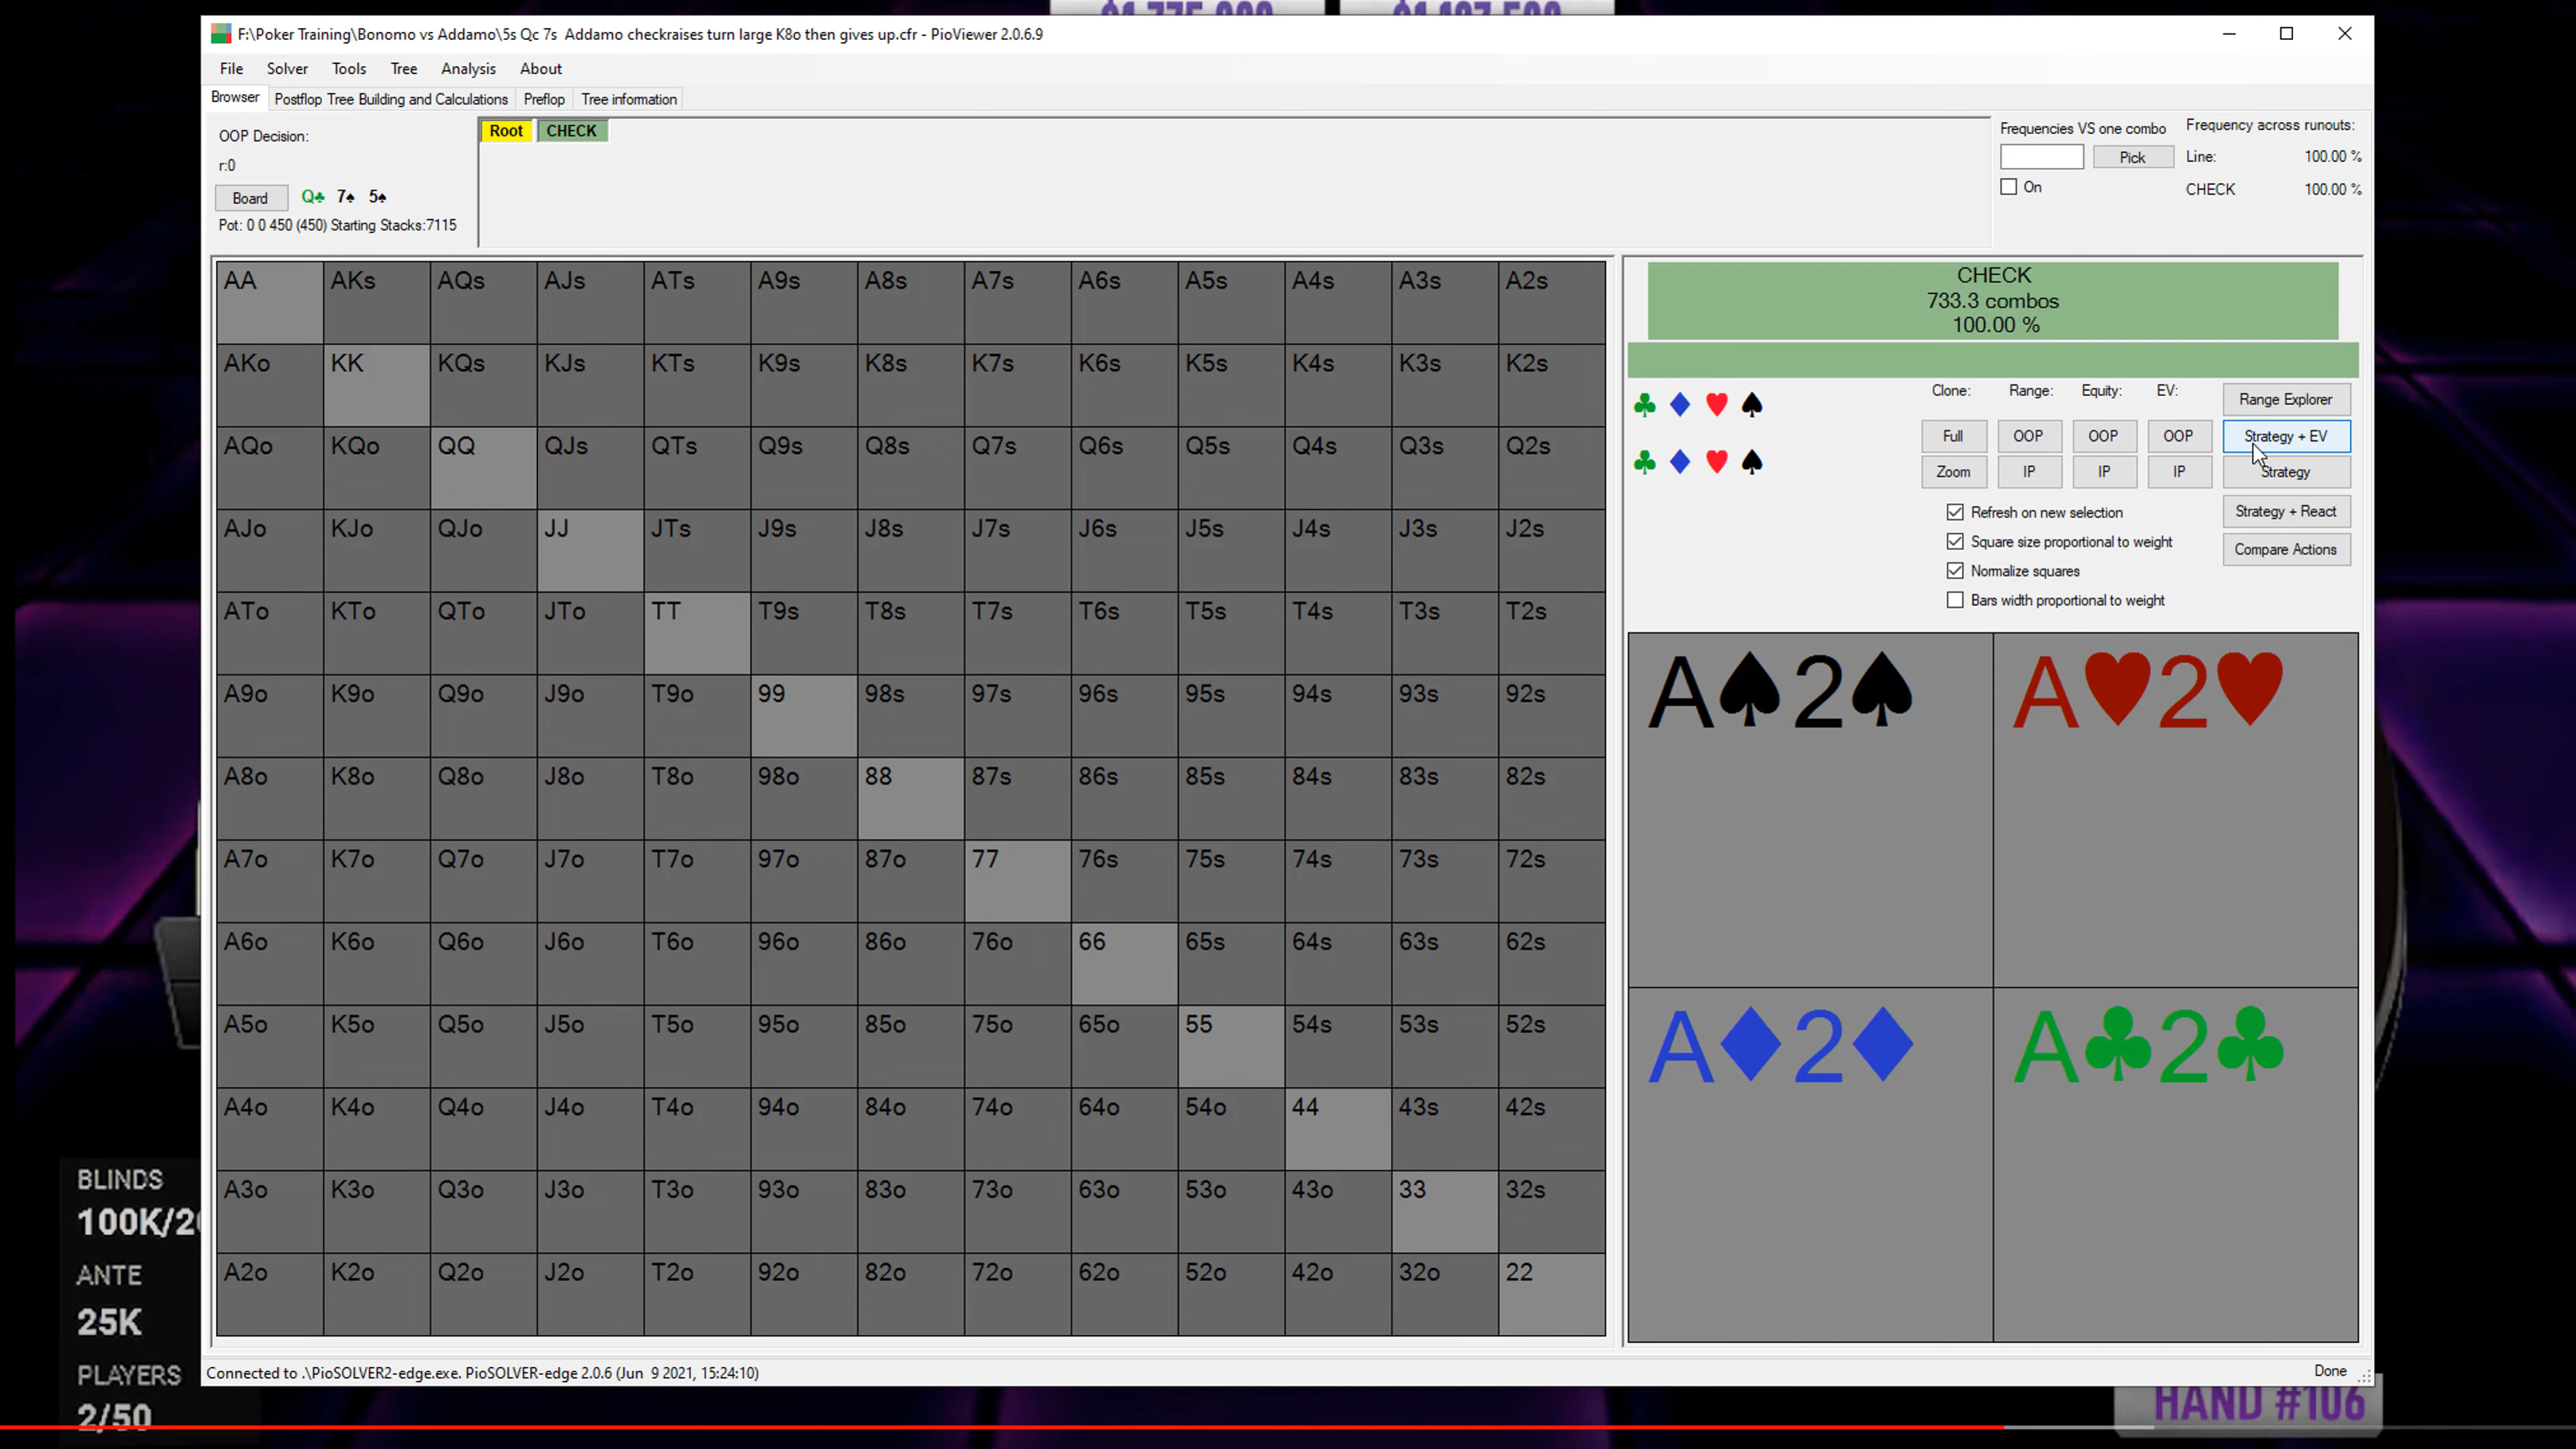 F:\Poker Training\Bonomo vs Addamo\5s Qc 7s  Addamo checkraises turn large K8o then gives up.cfr - PioViewer 2.0.6.9
File Solver Tools Tree Analysis About
Browser Postflop Tree Building and Calculations Preflop Tree information
OOP Decision:
r:0
Board Q♣ 7♠ 5♠
Pot: 0 0 450 (450) Starting Stacks:7115
Root CHECK
Frequencies VS one combo
Pick
On
Frequency across runouts:
Line: 100.00 %
CHECK 100.00 %
AA AKs AQs AJs ATs A9s A8s A7s A6s A5s A4s A3s A2s
AKo KK KQs KJs KTs K9s K8s K7s K6s K5s K4s K3s K2s
AQo KQo QQ QJs QTs Q9s Q8s Q7s Q6s Q5s Q4s Q3s Q2s
AJo KJo QJo JJ JTs J9s J8s J7s J6s J5s J4s J3s J2s
ATo KTo QTo JTo TT T9s T8s T7s T6s T5s T4s T3s T2s
A9o K9o Q9o J9o T9o 99 98s 97s 96s 95s 94s 93s 92s
A8o K8o Q8o J8o T8o 98o 88 87s 86s 85s 84s 83s 82s
A7o K7o Q7o J7o T7o 97o 87o 77 76s 75s 74s 73s 72s
A6o K6o Q6o J6o T6o 96o 86o 76o 66 65s 64s 63s 62s
A5o K5o Q5o J5o T5o 95o 85o 75o 65o 55 54s 53s 52s
A4o K4o Q4o J4o T4o 94o 84o 74o 64o 54o 44 43s 42s
A3o K3o Q3o J3o T3o 93o 83o 73o 63o 53o 43o 33 32s
A2o K2o Q2o J2o T2o 92o 82o 72o 62o 52o 42o 32o 22
CHECK
733.3 combos
100.00 %
♣ ♦ ♥ ♠
♣ ♦ ♥ ♠
Clone: Range: Equity: EV: Range Explorer
Full OOP OOP OOP Strategy + EV
Zoom IP IP IP Strategy
Refresh on new selection Strategy + React
Square size proportional to weight Compare Actions
Normalize squares
Bars width proportional to weight
A♠2♠ A♥2♥
A♦2♦ A♣2♣
Connected to .\PioSOLVER2-edge.exe. PioSOLVER-edge 2.0.6 (Jun  9 2021, 15:24:10)
Done
BLINDS
ANTE
25K
PLAYERS
2/50
HAND #106